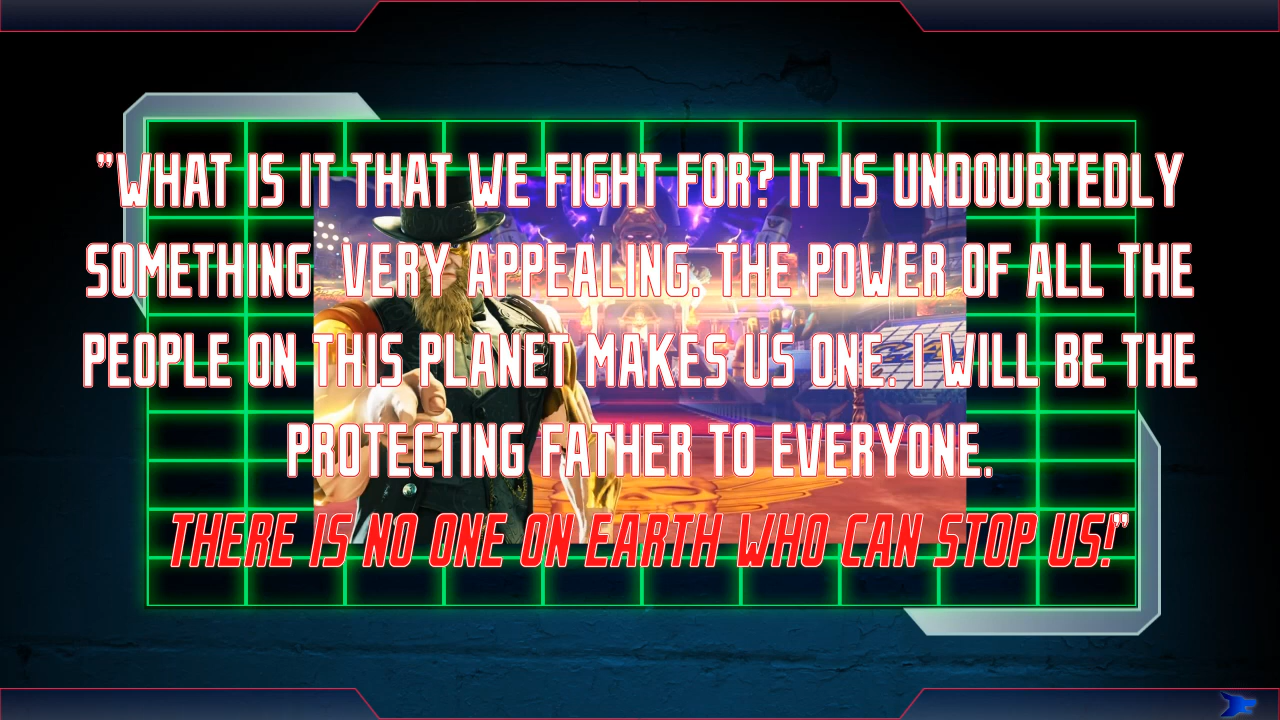 "WHAT IS IT THAT WE FIGHT FOR? IT IS UNDOUBTEDLY
SOMETHING VERY APPEALING. THE POWER OF ALL THE
PEOPLE ON THIS PLANET MAKES US ONE. I WILL BE THE
PROTECTING FATHER TO EVERYONE.
THERE IS NO ONE ON EARTH WHO CAN STOP US!"